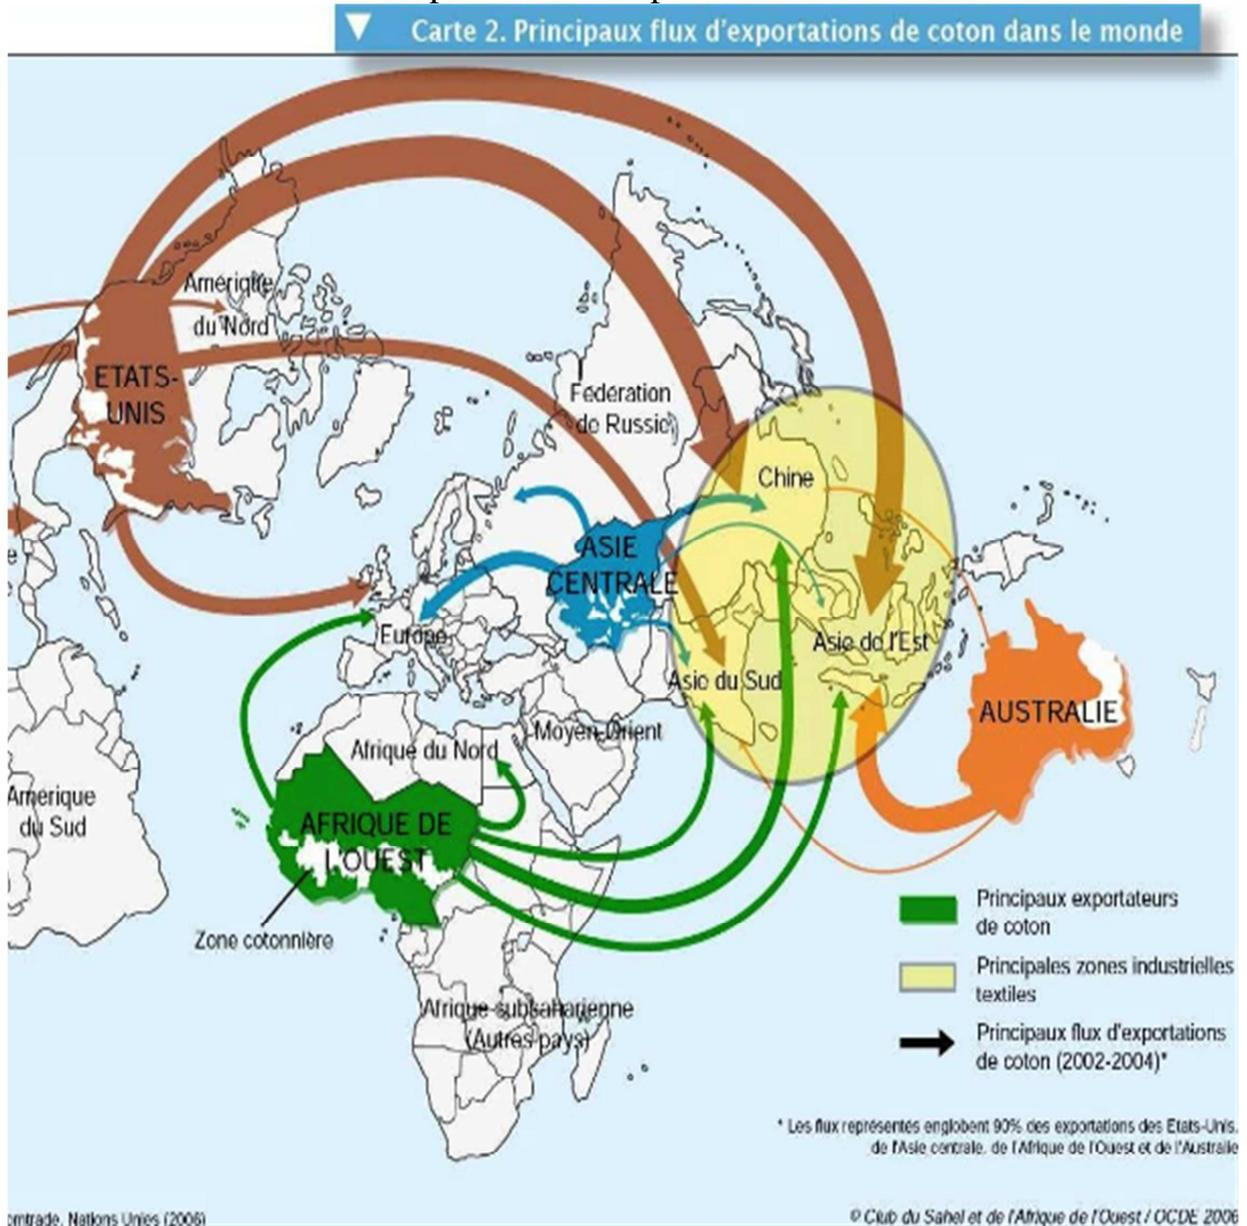 Carte 2. Principaux flux d'exportations de coton dans le monde
Amérique
du Nord
ETATS-
UNIS
Fédération
de Russie
Chine
ASIE
CENTRALE
Europe
Asie de l'Est
Asie du Sud
AUSTRALIE
Moyen-Orient
Afrique du Nord
Amérique
du Sud
AFRIQUE DE
L'OUEST
Zone cotonnière
Afrique subsaharienne
(Autres pays)
Principaux exportateurs
de coton
Principales zones industrielles
textiles
Principaux flux d'exportations
de coton (2002-2004)*
* Les flux représentés englobent 90% des exportations des Etats-Unis,
de l'Asie centrale, de l'Afrique de l'Ouest et de l'Australie
omtrade, Nations Unies (2006)
© Club du Sahel et de l'Afrique de l'Ouest / OCDE 2006